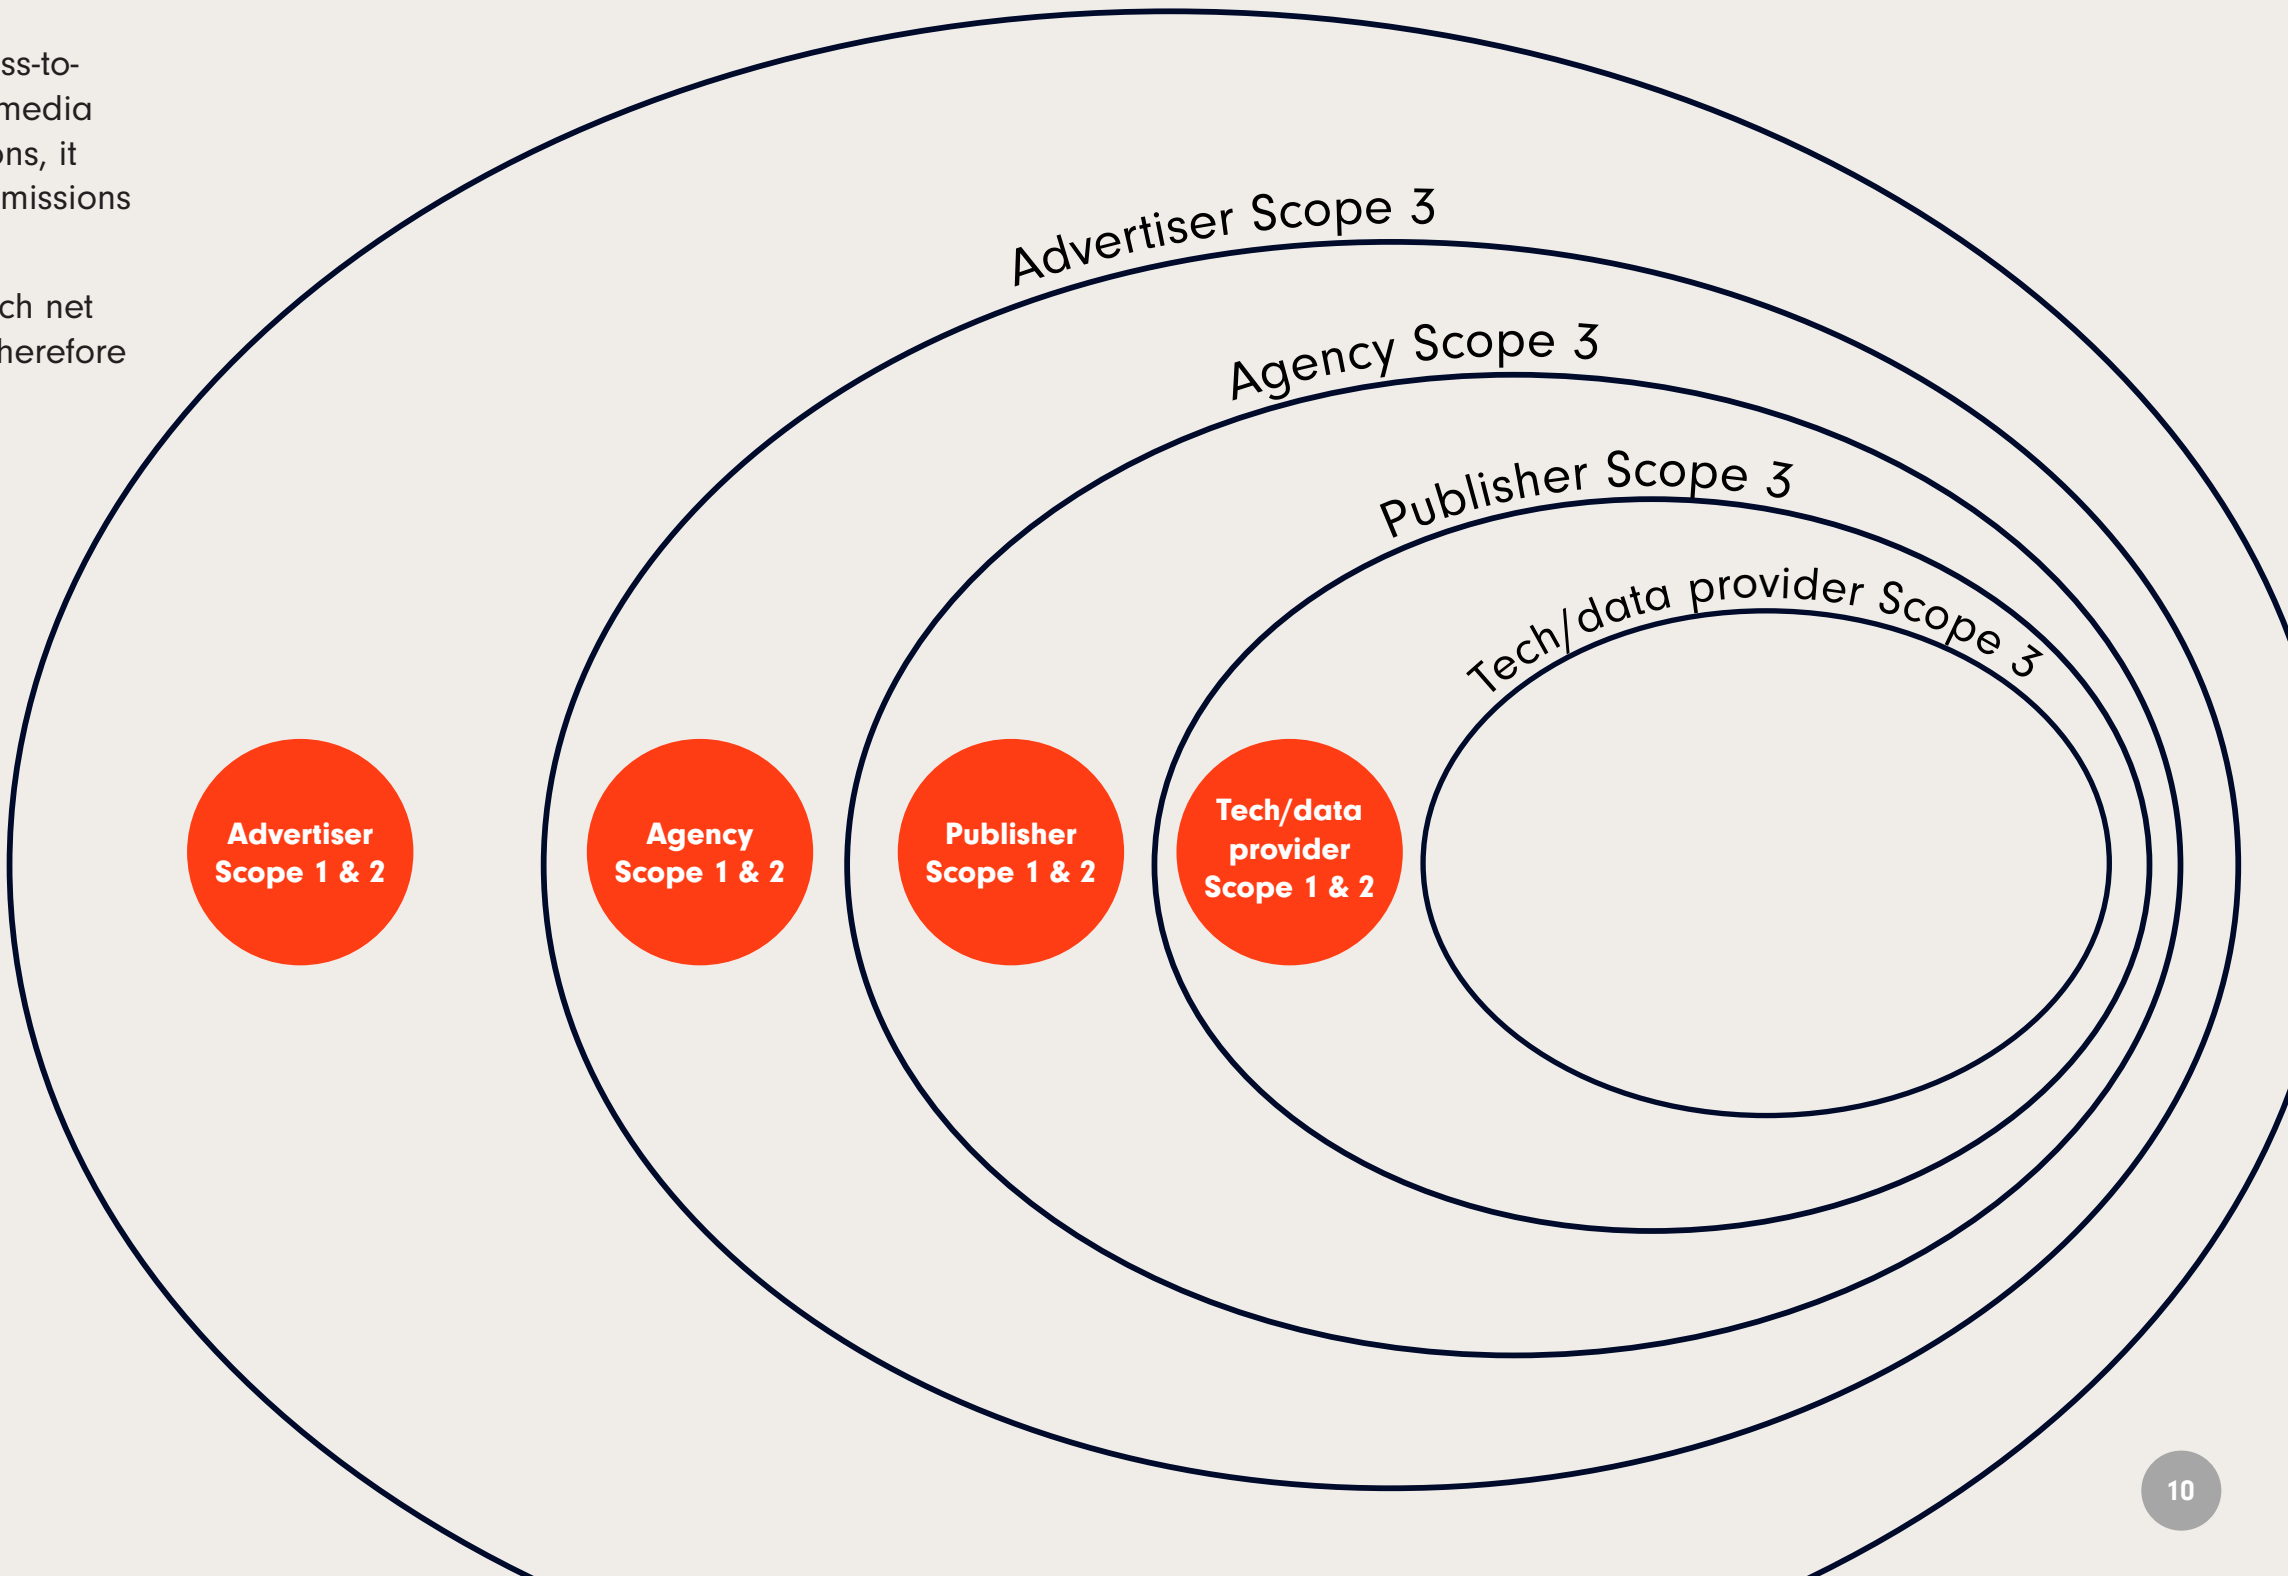 ss-to-
media
ons, it
missions
ch net
herefore
Advertiser Scope 3
Agency Scope 3
Publisher Scope 3
Tech/data provider Scope 3
Advertiser
Scope 1 & 2
Agency
Scope 1 & 2
Publisher
Scope 1 & 2
Tech/data
provider
Scope 1 & 2
10